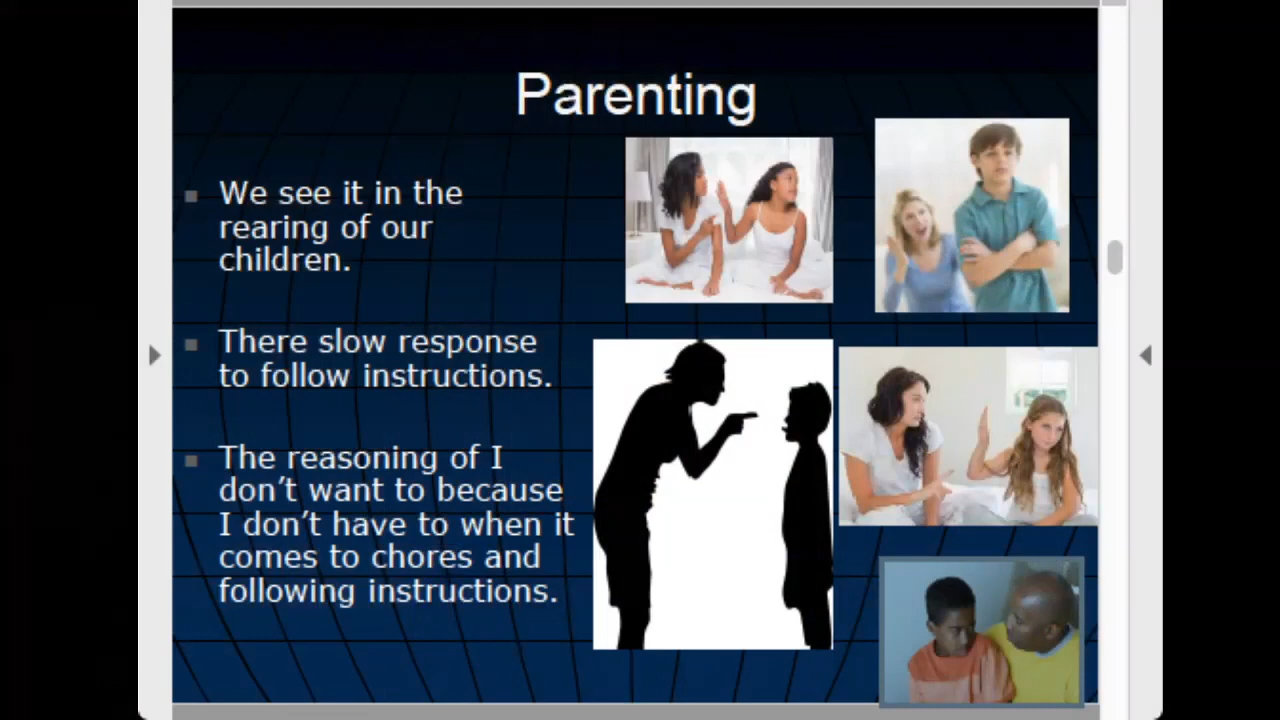 Parenting
We see it in the
rearing of our
children.
There slow response
to follow instructions.
The reasoning of I
don’t want to because
I don’t have to when it
comes to chores and
following instructions.